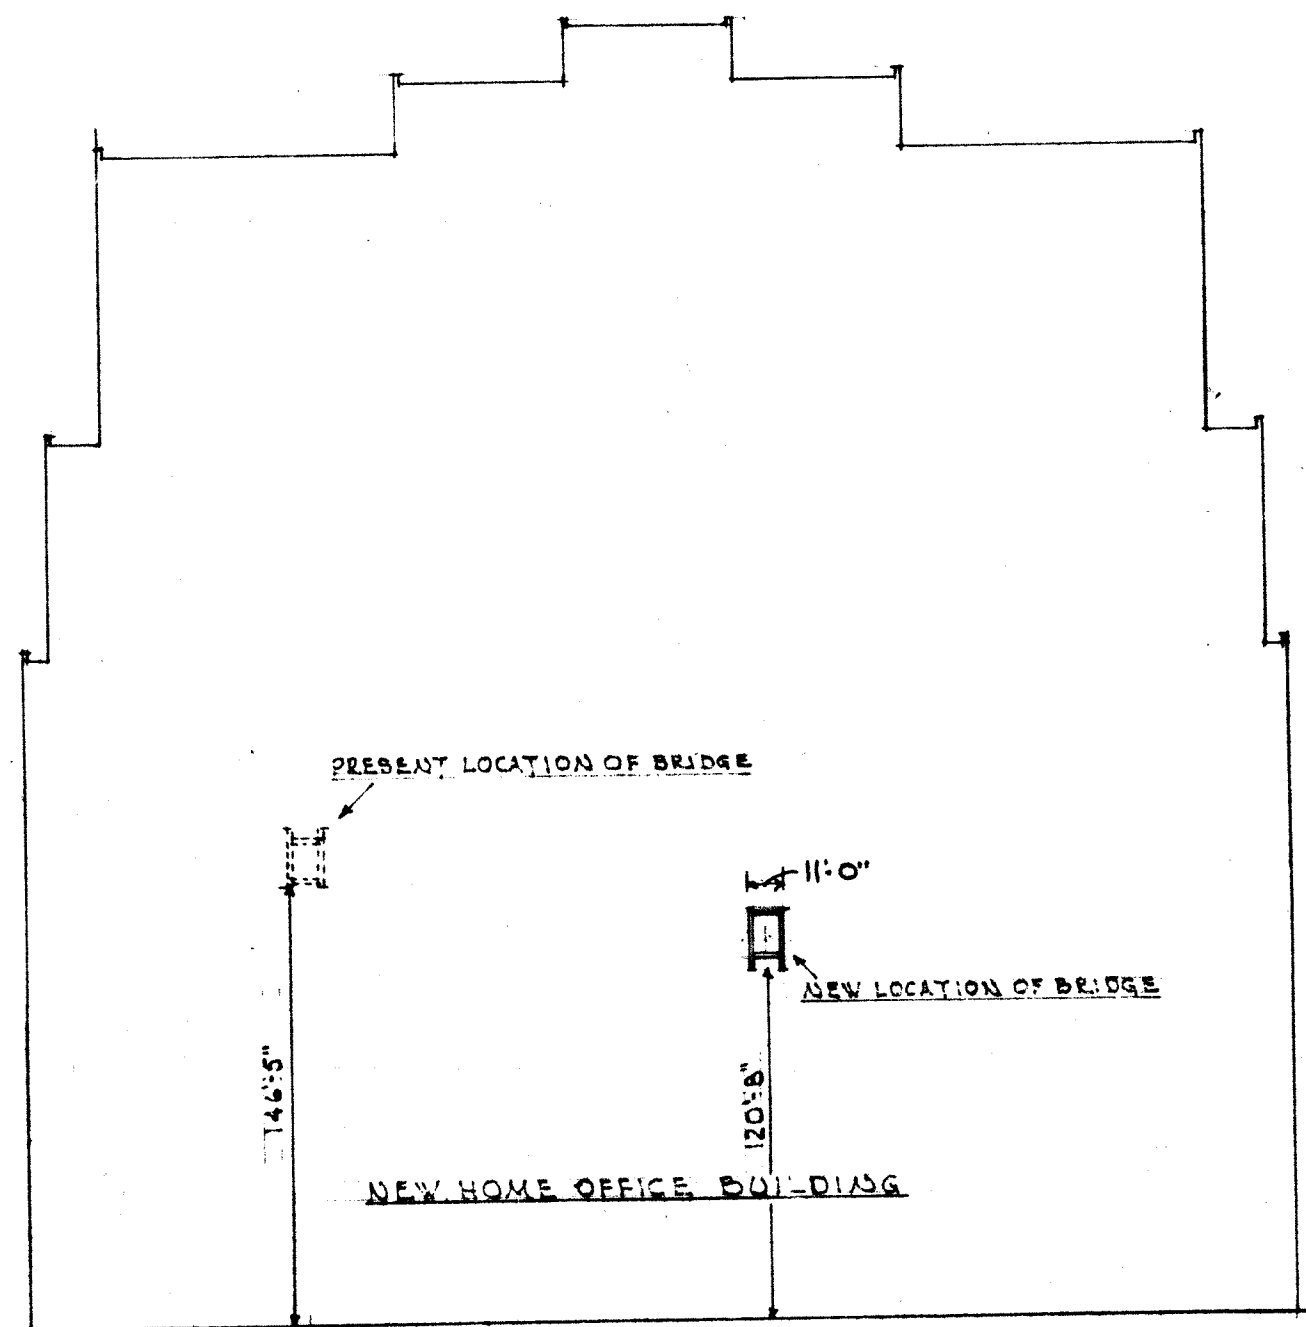 PRESENT LOCATION OF BRIDGE
11'-0"
NEW LOCATION OF BRIDGE
146'-5"
120'-8"
NEW HOME OFFICE BUILDING